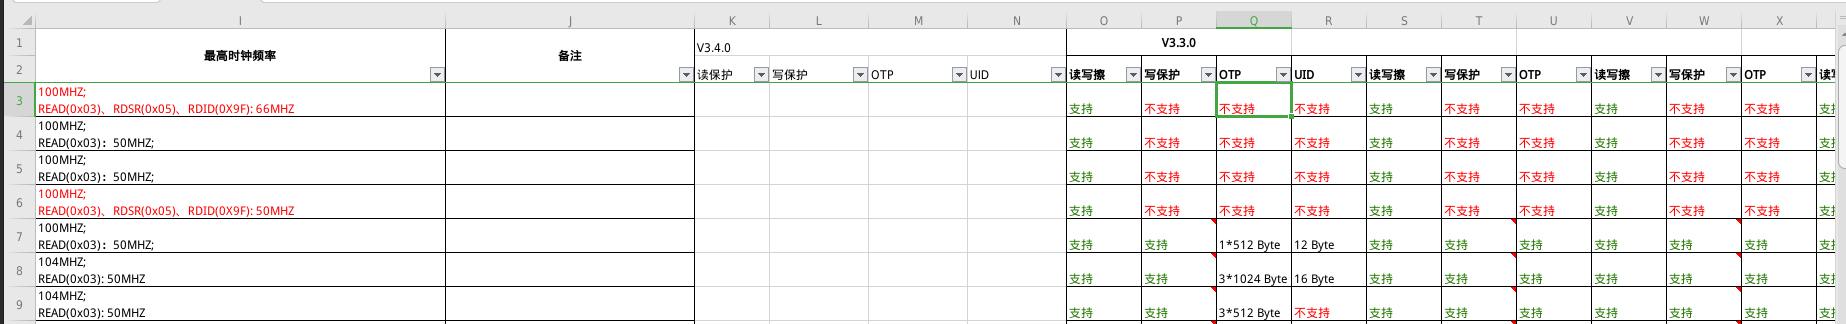 I J K L M N O P Q R S T U V W X
1 最高时钟频率 备注 V3.4.0 V3.3.0
2 读保护 写保护 OTP UID 读写擦 写保护 OTP UID 读写擦 写保护 OTP 读写擦 写保护 OTP 读写
3 100MHZ;
READ(0x03)、RDSR(0x05)、RDID(0X9F): 66MHZ 支持 不支持 不支持 不支持 支持 不支持 不支持 支持 不支持 不支持 支持
4 100MHZ;
READ(0x03)：50MHZ; 支持 不支持 不支持 不支持 支持 不支持 不支持 支持 不支持 不支持 支持
5 100MHZ;
READ(0x03)：50MHZ; 支持 不支持 不支持 不支持 支持 不支持 不支持 支持 不支持 不支持 支持
6 100MHZ;
READ(0x03)、RDSR(0x05)、RDID(0X9F): 50MHZ 支持 不支持 不支持 不支持 支持 不支持 不支持 支持 不支持 不支持 支持
7 100MHZ;
READ(0x03)：50MHZ; 支持 支持 1*512 Byte 12 Byte 支持 支持 支持 支持 支持 支持 支持
8 104MHZ;
READ(0x03): 50MHZ 支持 支持 3*1024 Byte 16 Byte 支持 支持 支持 支持 支持 支持 支持
9 104MHZ;
READ(0x03): 50MHZ 支持 支持 3*512 Byte 不支持 支持 支持 支持 支持 支持 支持 支持